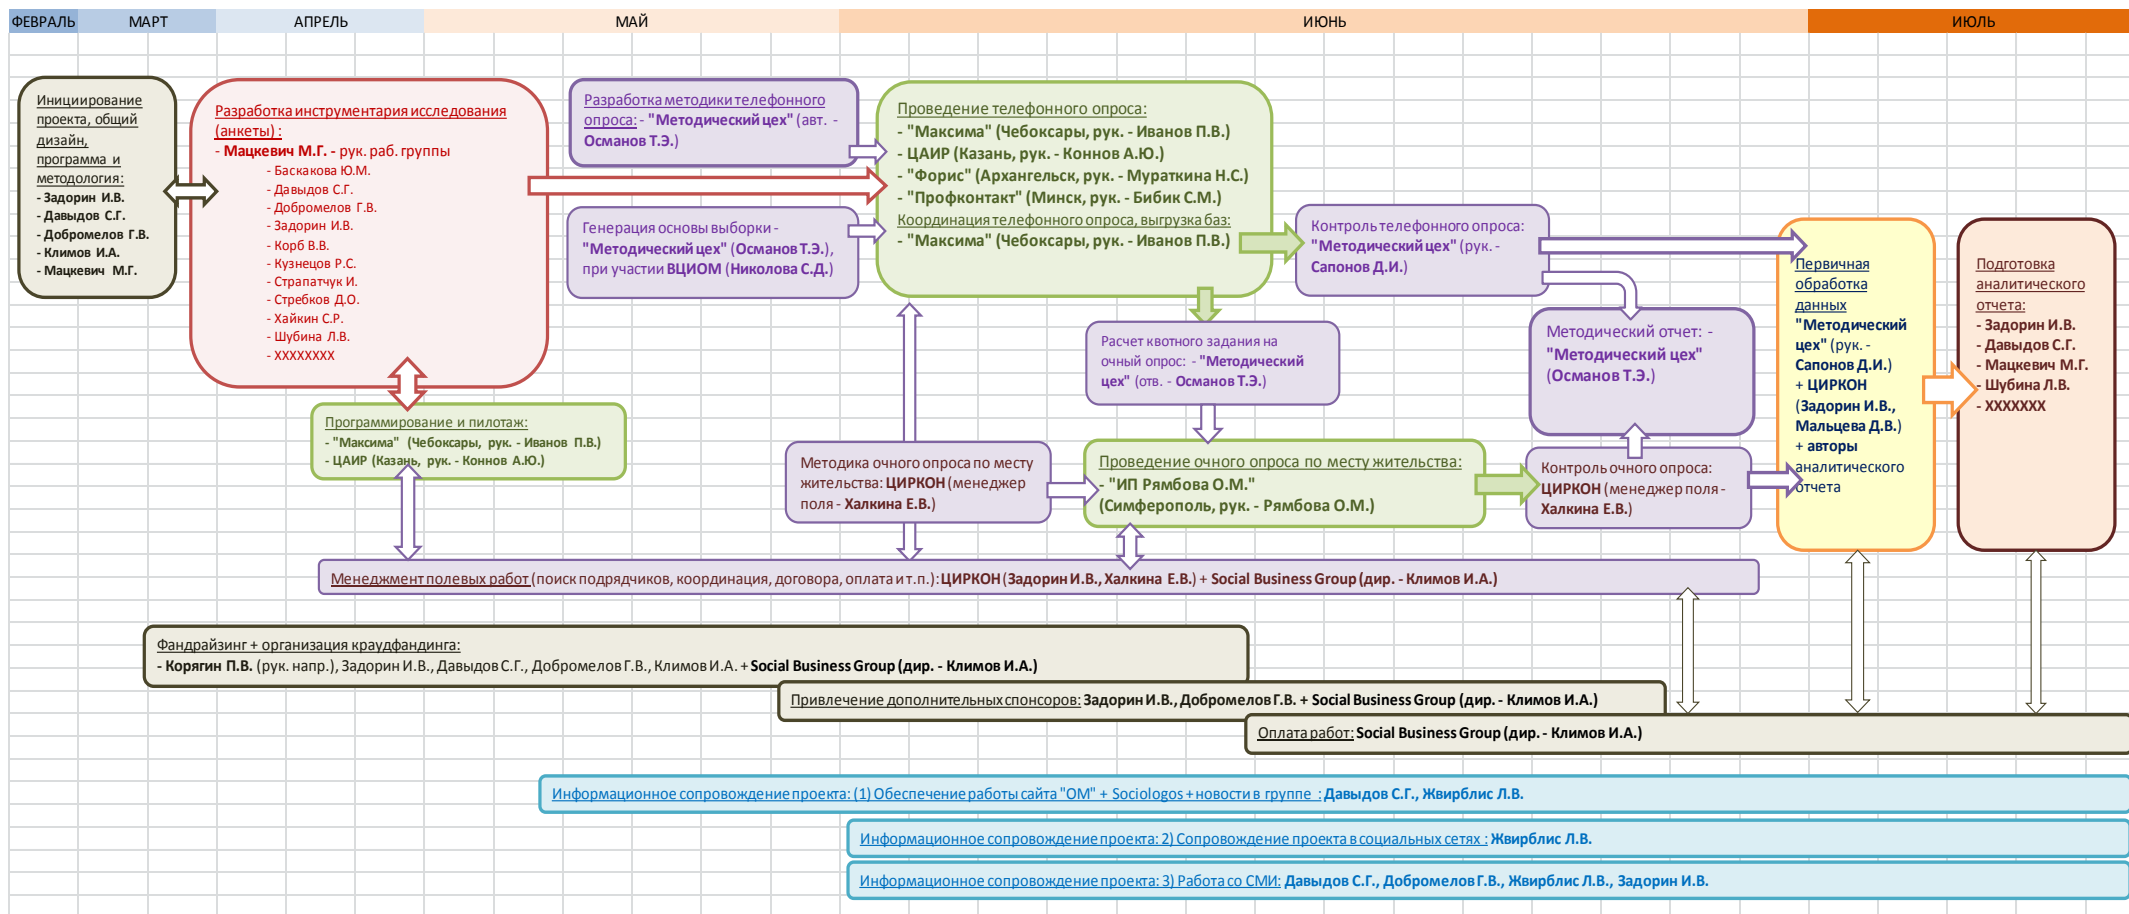 ФЕВРАЛЬ МАРТ АПРЕЛЬ МАЙ ИЮНЬ ИЮЛЬ
Инициирование
проекта, общий
дизайн,
программа и
методология:
- Задорин И.В.
- Давыдов С.Г.
- Добромелов Г.В.
- Климов И.А.
- Мацкевич М.Г.
Разработка инструментария исследования
(анкеты) :
- Мацкевич М.Г. - рук. раб. группы
- Баскакова Ю.М.
- Давыдов С.Г.
- Добромелов Г.В.
- Задорин И.В.
- Корб В.В.
- Кузнецов Р.С.
- Страпатчук И.
- Стребков Д.О.
- Хайкин С.Р.
- Шубина Л.В.
- XXXXXXXX
Программирование и пилотаж:
- "Максима" (Чебоксары, рук. - Иванов П.В.)
- ЦАИР (Казань, рук. - Коннов А.Ю.)
Разработка методики телефонного
опроса: - "Методический цех" (авт. -
Османов Т.Э.)
Генерация основы выборки -
"Методический цех" (Османов Т.Э.),
при участии ВЦИОМ (Николова С.Д.)
Проведение телефонного опроса:
- "Максима" (Чебоксары, рук. - Иванов П.В.)
- ЦАИР (Казань, рук. - Коннов А.Ю.)
- "Форис" (Архангельск, рук. - Мураткина Н.С.)
- "Профконтакт" (Минск, рук. - Бибик С.М.)
Координация телефонного опроса, выгрузка баз:
- "Максима" (Чебоксары, рук. - Иванов П.В.)
Контроль телефонного опроса:
"Методический цех" (рук. -
Сапонов Д.И.)
Расчет квотного задания на
очный опрос: - "Методический
цех" (отв. - Османов Т.Э.)
Методический отчет: -
"Методический цех"
(Османов Т.Э.)
Методика очного опроса по месту
жительства: ЦИРКОН (менеджер
поля - Халкина Е.В.)
Проведение очного опроса по месту жительства:
- "ИП Рямбова О.М."
(Симферополь, рук. - Рямбова О.М.)
Контроль очного опроса:
ЦИРКОН (менеджер поля -
Халкина Е.В.)
Первичная
обработка
данных
"Методический
цех" (рук. -
Сапонов Д.И.)
+ ЦИРКОН
(Задорин И.В.,
Мальцева Д.В.)
+ авторы
аналитического
отчета
Подготовка
аналитического
отчета:
- Задорин И.В.
- Давыдов С.Г.
- Мацкевич М.Г.
- Шубина Л.В.
- XXXXXXX
Менеджмент полевых работ (поиск подрядчиков, координация, договора, оплата и т.п.): ЦИРКОН (Задорин И.В., Халкина Е.В.) + Social Business Group (дир. - Климов И.А.)
Фандрайзинг + организация краудфандинга:
- Корягин П.В. (рук. напр.), Задорин И.В., Давыдов С.Г., Добромелов Г.В., Климов И.А. + Social Business Group (дир. - Климов И.А.)
Привлечение дополнительных спонсоров: Задорин И.В., Добромелов Г.В. + Social Business Group (дир. - Климов И.А.)
Оплата работ: Social Business Group (дир. - Климов И.А.)
Информационное сопровождение проекта: (1) Обеспечение работы сайта "ОМ" + Sociologos + новости в группе : Давыдов С.Г., Жвирблис Л.В.
Информационное сопровождение проекта: 2) Сопровождение проекта в социальных сетях : Жвирблис Л.В.
Информационное сопровождение проекта: 3) Работа со СМИ: Давыдов С.Г., Добромелов Г.В., Жвирблис Л.В., Задорин И.В.